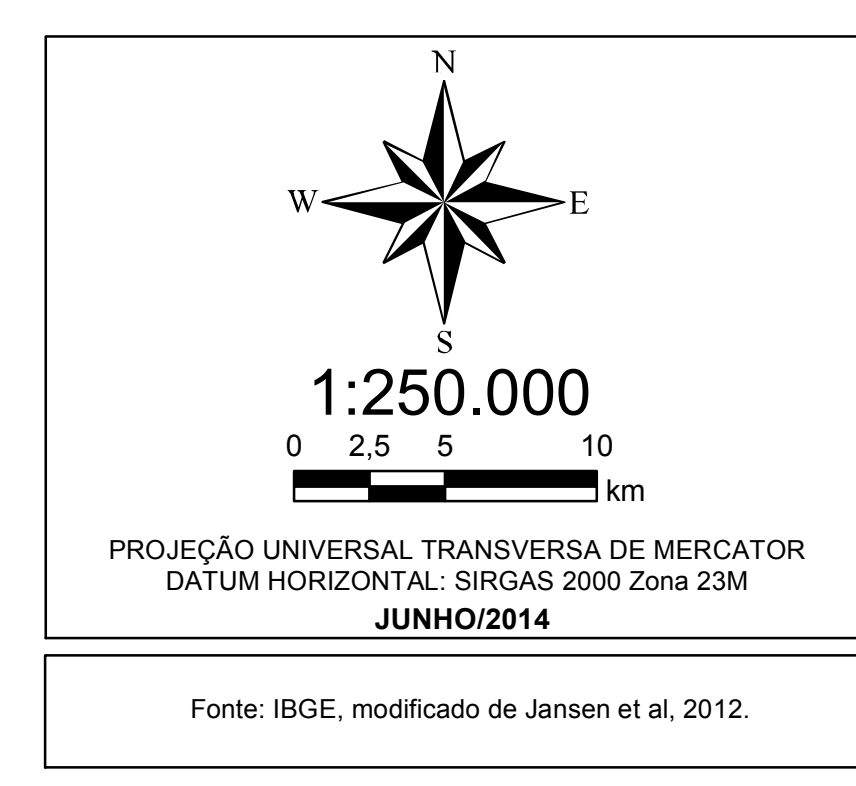 N
W E
S
1:250.000
0 2,5 5 10
km
PROJEÇÃO UNIVERSAL TRANSVERSA DE MERCATOR
DATUM HORIZONTAL: SIRGAS 2000 Zona 23M
JUNHO/2014
Fonte: IBGE, modificado de Jansen et al, 2012.